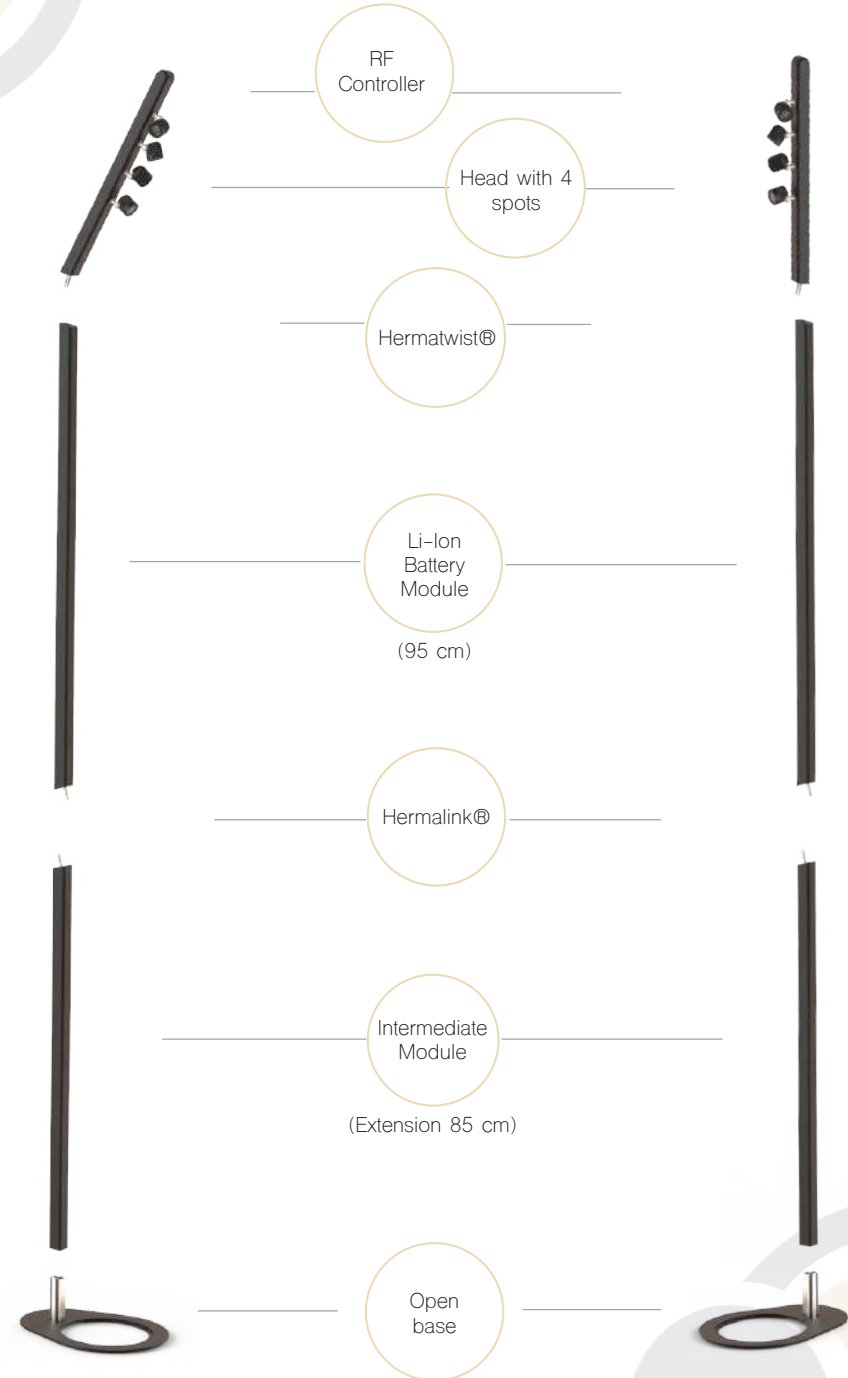 RF
Controller
Head with 4
spots
Hermatwist®
Li-Ion
Battery
Module
(95 cm)
Hermalink®
Intermediate
Module
(Extension 85 cm)
Open
base